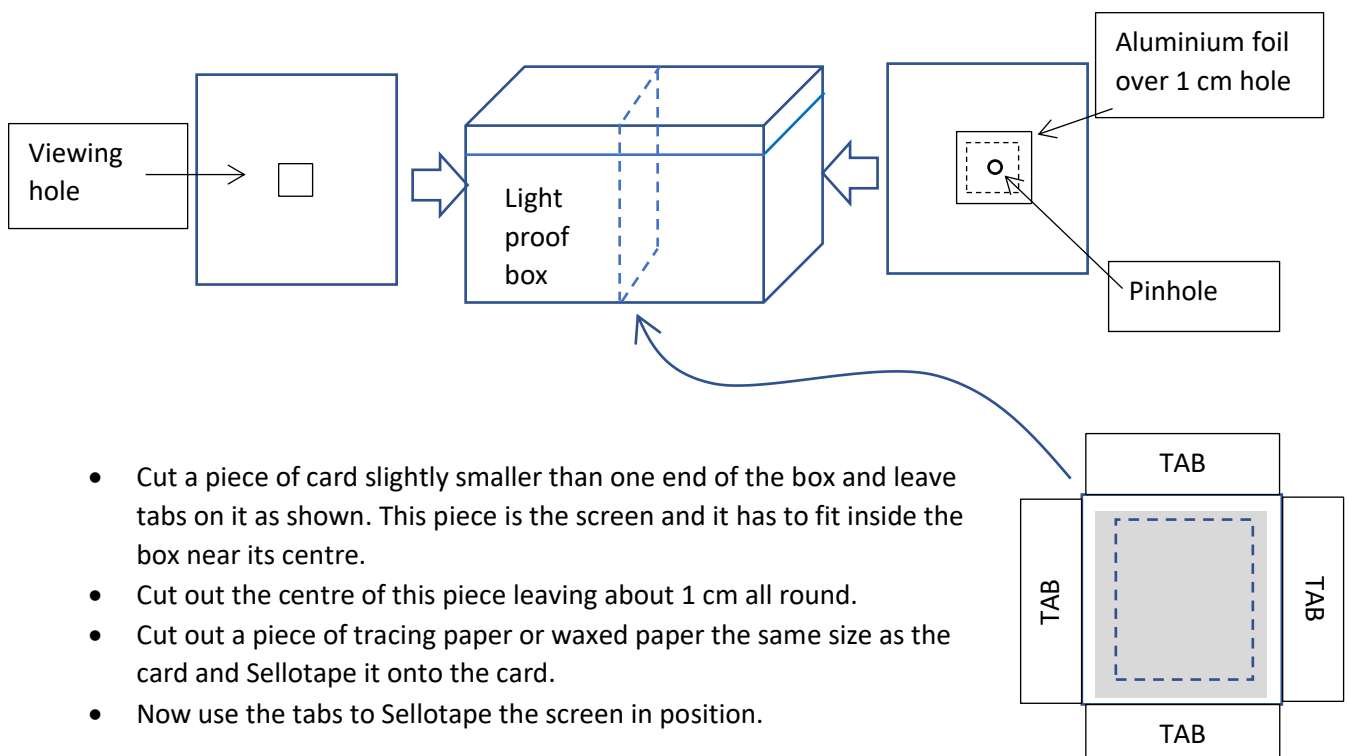 Aluminium foil
over 1 cm hole
Viewing
hole
Light
proof
box
Pinhole
TAB
TAB
TAB
TAB
• Cut a piece of card slightly smaller than one end of the box and leave
tabs on it as shown. This piece is the screen and it has to fit inside the
box near its centre.
• Cut out the centre of this piece leaving about 1 cm all round.
• Cut out a piece of tracing paper or waxed paper the same size as the
card and Sellotape it onto the card.
• Now use the tabs to Sellotape the screen in position.